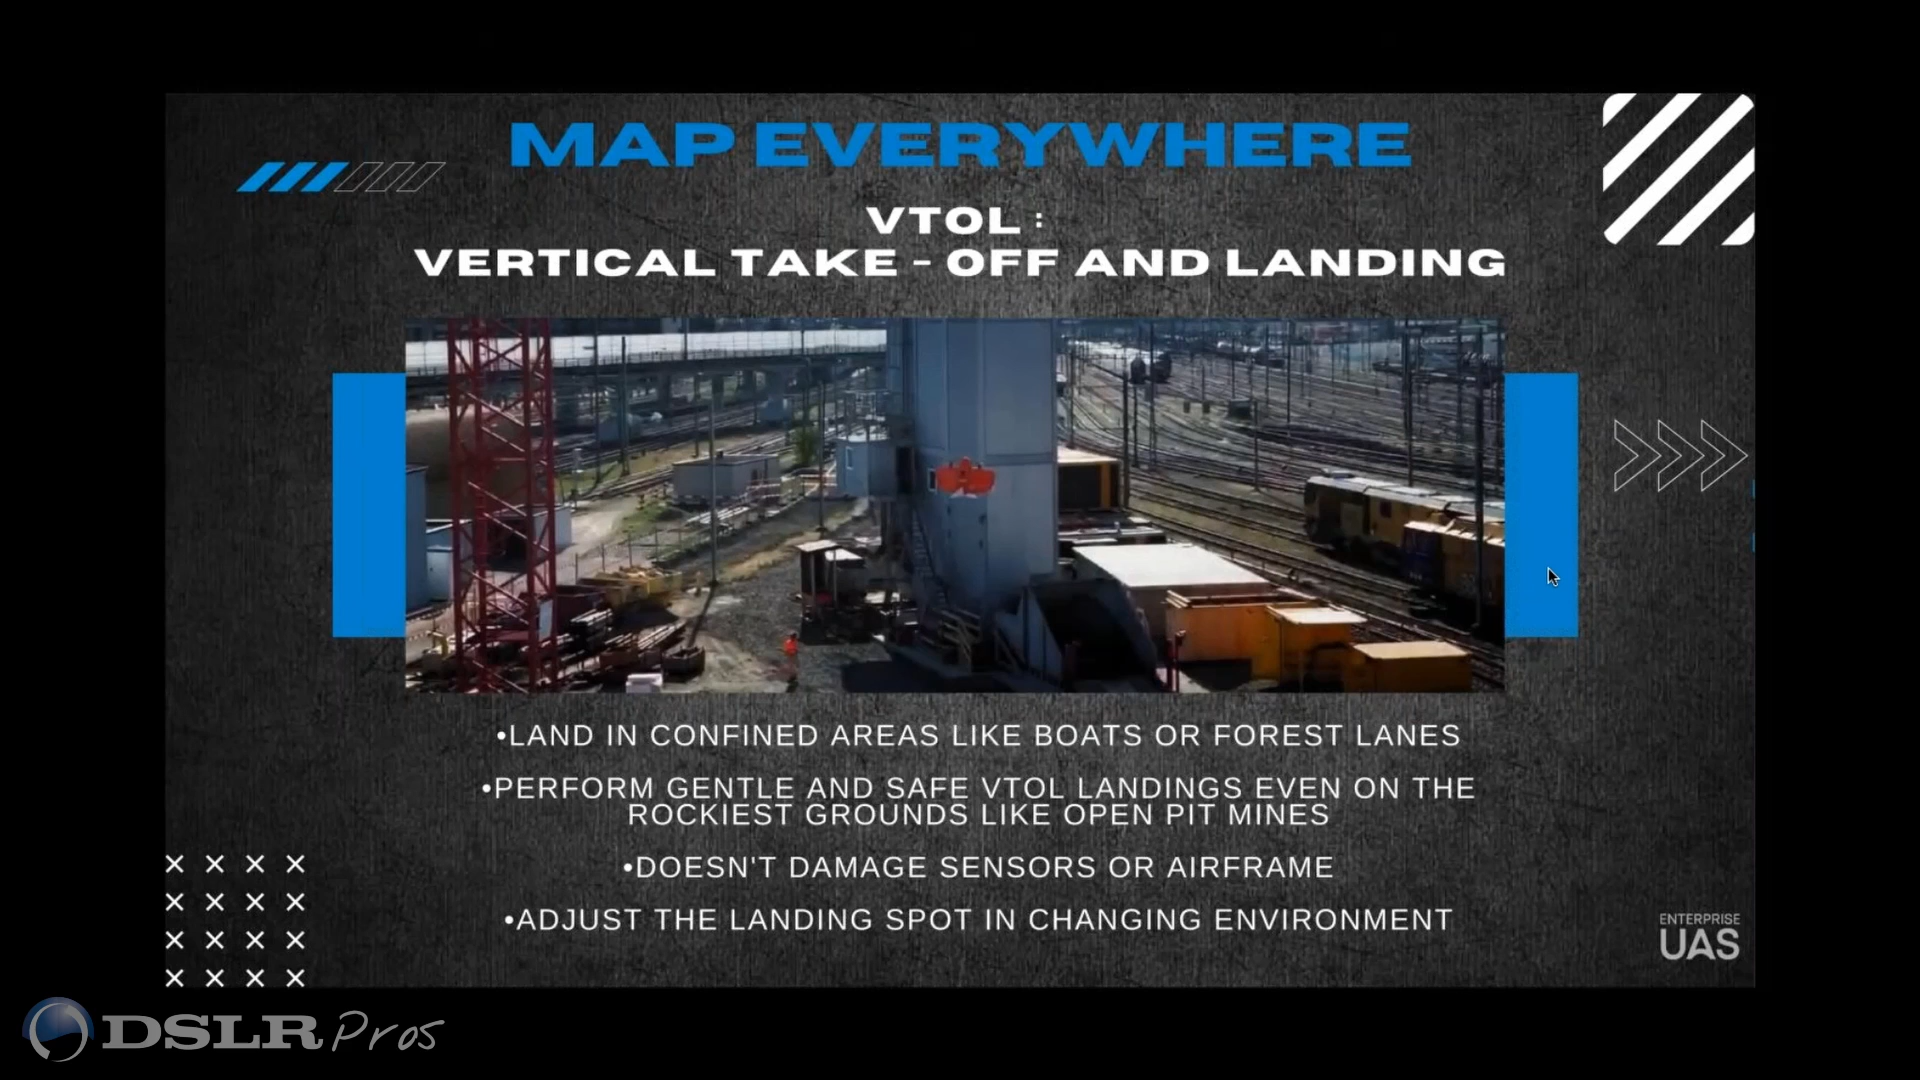 MAP EVERYWHERE
VTOL :
VERTICAL TAKE - OFF AND LANDING
•LAND IN CONFINED AREAS LIKE BOATS OR FOREST LANES
•PERFORM GENTLE AND SAFE VTOL LANDINGS EVEN ON THE
ROCKIEST GROUNDS LIKE OPEN PIT MINES
•DOESN'T DAMAGE SENSORS OR AIRFRAME
•ADJUST THE LANDING SPOT IN CHANGING ENVIRONMENT
ENTERPRISE
UAS
DSLR Pros